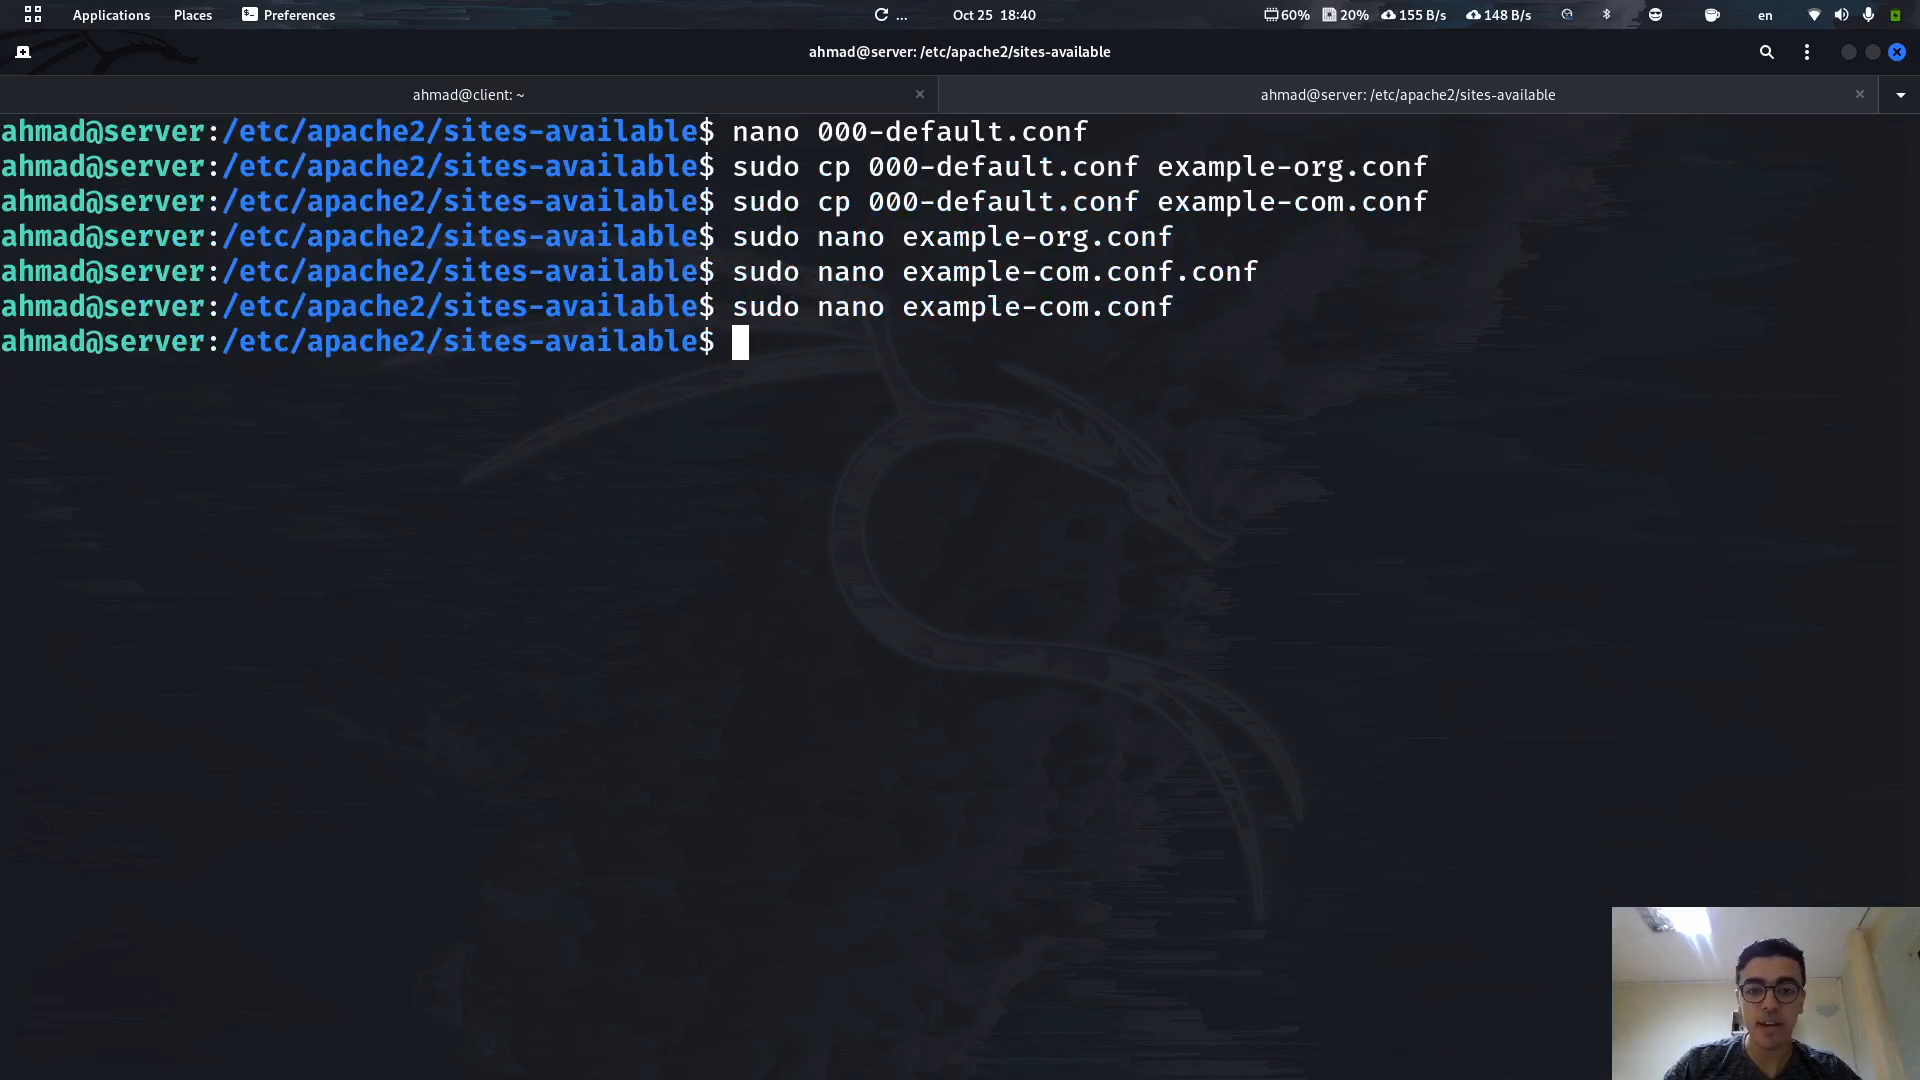 Applications Places Preferences ... Oct 25 18:40 60% 20% 155 B/s 148 B/s en
ahmad@server: /etc/apache2/sites-available
ahmad@client: ~ ahmad@server: /etc/apache2/sites-available
ahmad@server:/etc/apache2/sites-available$ nano 000-default.conf
ahmad@server:/etc/apache2/sites-available$ sudo cp 000-default.conf example-org.conf
ahmad@server:/etc/apache2/sites-available$ sudo cp 000-default.conf example-com.conf
ahmad@server:/etc/apache2/sites-available$ sudo nano example-org.conf
ahmad@server:/etc/apache2/sites-available$ sudo nano example-com.conf.conf
ahmad@server:/etc/apache2/sites-available$ sudo nano example-com.conf
ahmad@server:/etc/apache2/sites-available$